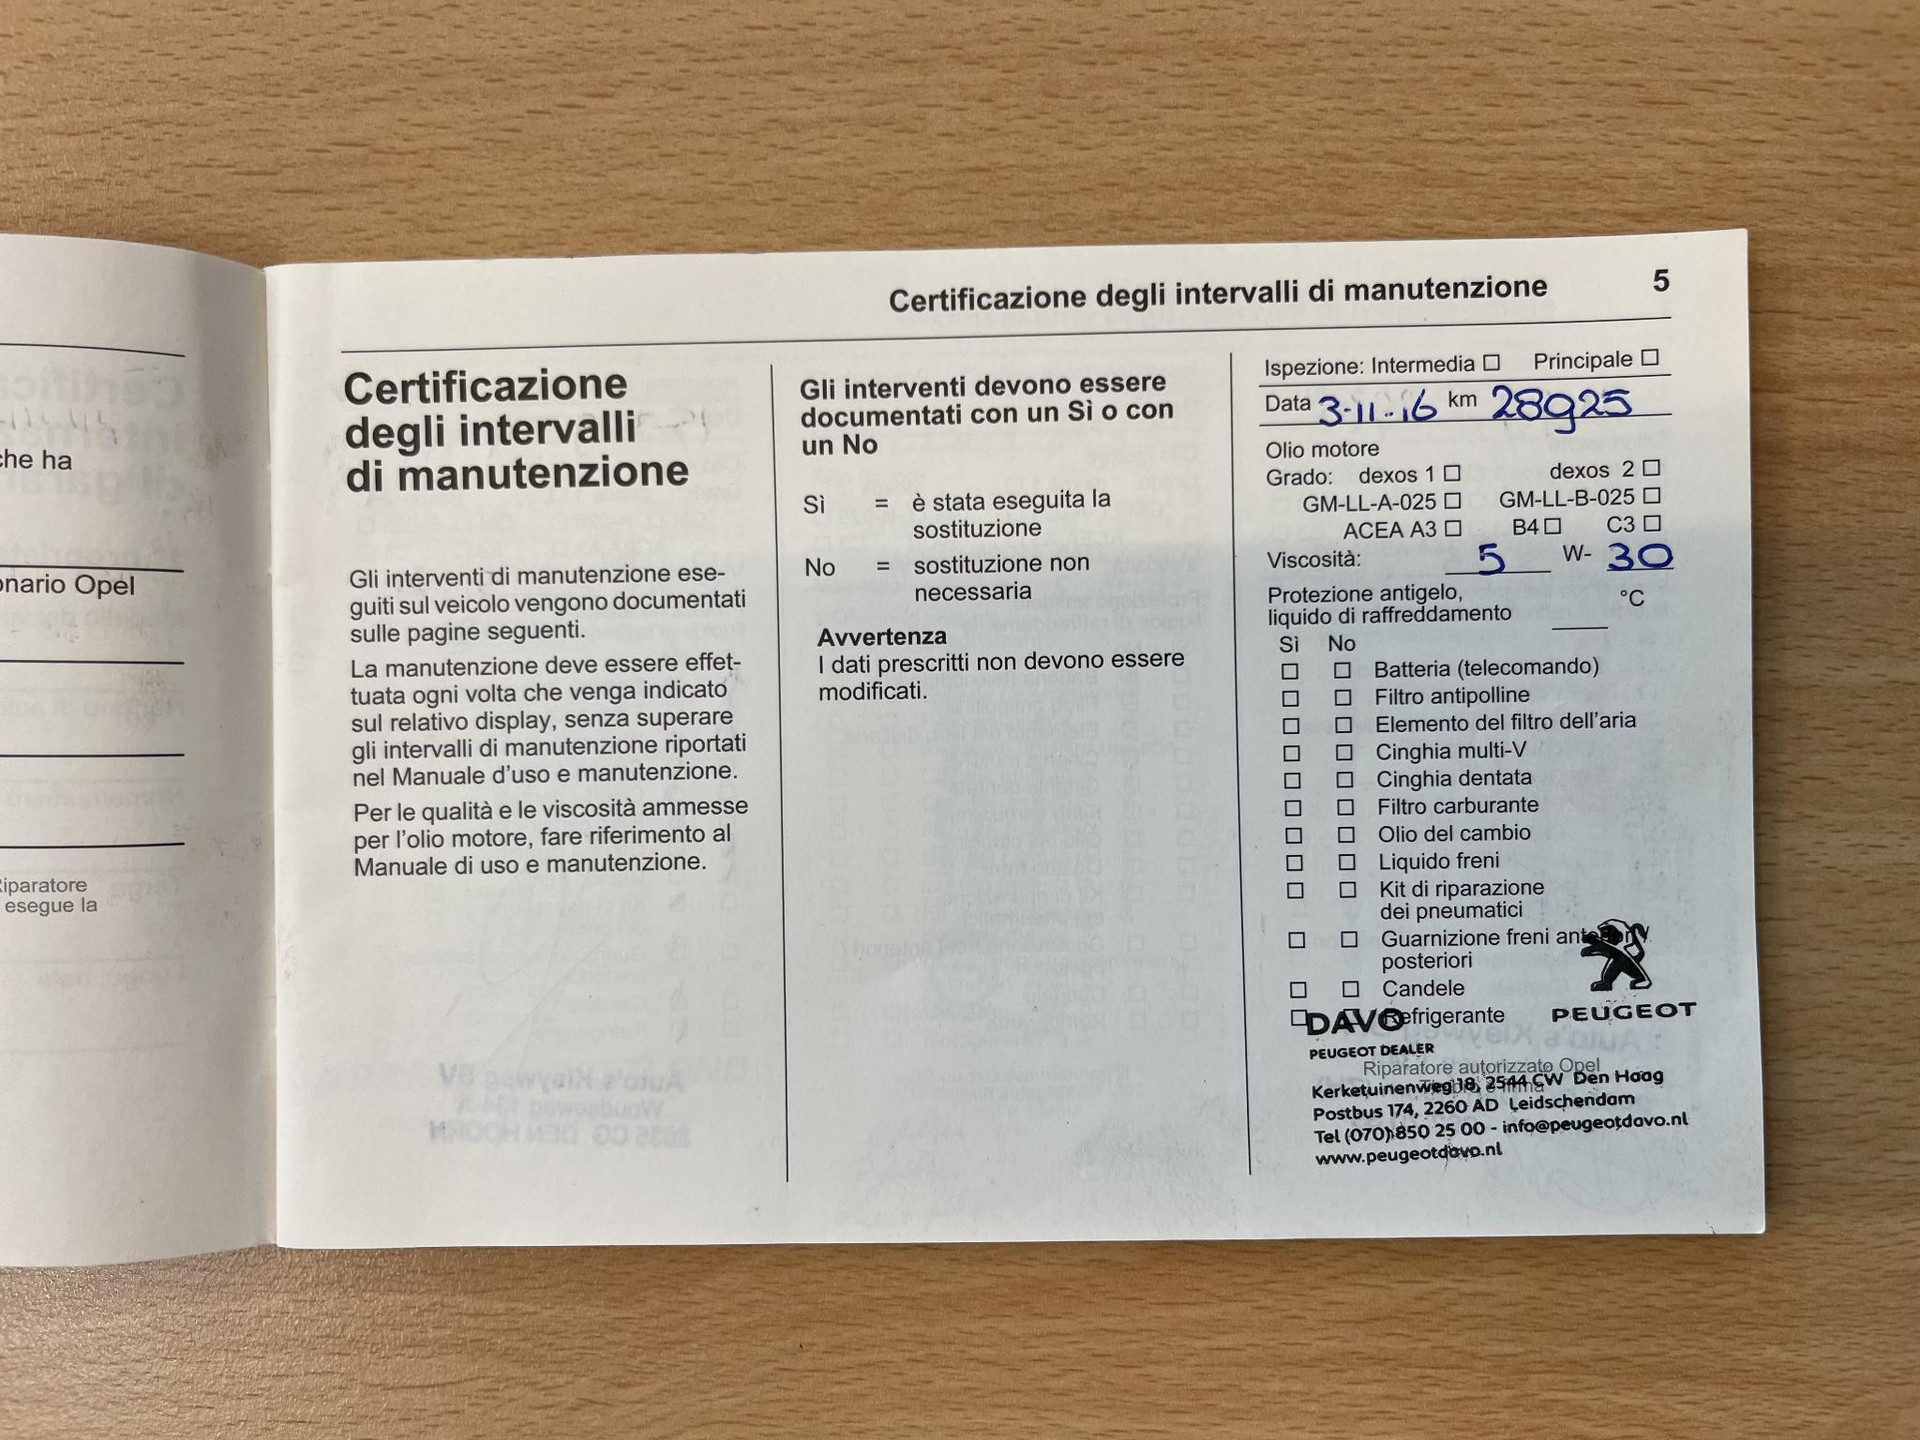 che ha
onario Opel
Riparatore
esegue la
Certificazione degli intervalli di manutenzione 5
Certificazione
degli intervalli
di manutenzione
Gli interventi di manutenzione ese-
guiti sul veicolo vengono documentati
sulle pagine seguenti.
La manutenzione deve essere effet-
tuata ogni volta che venga indicato
sul relativo display, senza superare
gli intervalli di manutenzione riportati
nel Manuale d'uso e manutenzione.
Per le qualità e le viscosità ammesse
per l'olio motore, fare riferimento al
Manuale di uso e manutenzione.
Gli interventi devono essere
documentati con un Sì o con
un No
Sì = è stata eseguita la
sostituzione
No = sostituzione non
necessaria
Avvertenza
I dati prescritti non devono essere
modificati.
Ispezione: Intermedia ☐ Principale ☐
Data 3-11-16 km 28925
Olio motore
Grado: dexos 1 ☐ dexos 2 ☐
GM-LL-A-025 ☐ GM-LL-B-025 ☐
ACEA A3 ☐ B4 ☐ C3 ☐
Viscosità: 5 W- 30
Protezione antigelo, °C
liquido di raffreddamento
Sì No
☐ ☐ Batteria (telecomando)
☐ ☐ Filtro antipolline
☐ ☐ Elemento del filtro dell'aria
☐ ☐ Cinghia multi-V
☐ ☐ Cinghia dentata
☐ ☐ Filtro carburante
☐ ☐ Olio del cambio
☐ ☐ Liquido freni
☐ ☐ Kit di riparazione
dei pneumatici
☐ ☐ Guarnizione freni anteriori/
posteriori
☐ ☐ Candele
☐ ☐ Refrigerante
DAVO PEUGEOT
PEUGEOT DEALER
Riparatore autorizzato Opel
Kerketuinenweg 18, 2544 CW Den Haag
Postbus 174, 2260 AD Leidschendam
Tel (070) 850 25 00 - info@peugeotdavo.nl
www.peugeotdavo.nl